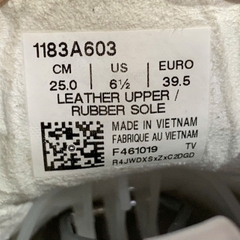 1183A603
CM US EURO
25.0 6½ 39.5
LEATHER UPPER /
RUBBER SOLE
MADE IN VIETNAM
FABRIQUE AU VIETNAM
F461019 TV
R4JWDXSxZxC2DGD